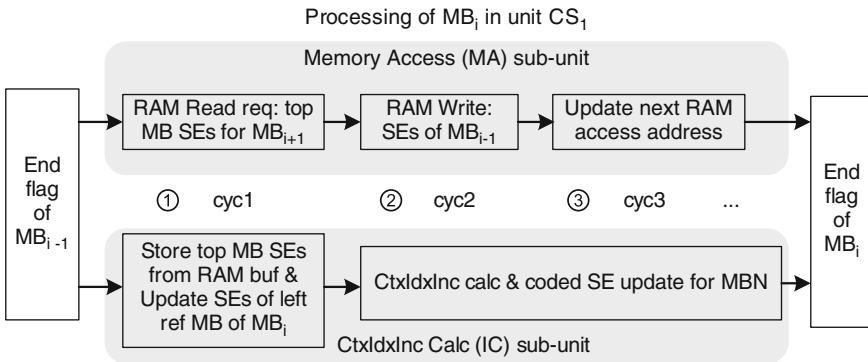 Processing of MBi in unit CS1
Memory Access (MA) sub-unit
End
flag
of
MBi -1
RAM Read req: top
MB SEs for MBi+1
RAM Write:
SEs of MBi-1
Update next RAM
access address
① cyc1 ② cyc2 ③ cyc3 ...
Store top MB SEs
from RAM buf &
Update SEs of left
ref MB of MBi
CtxIdxInc calc & coded SE update for MBN
CtxIdxInc Calc (IC) sub-unit
End
flag
of
MBi